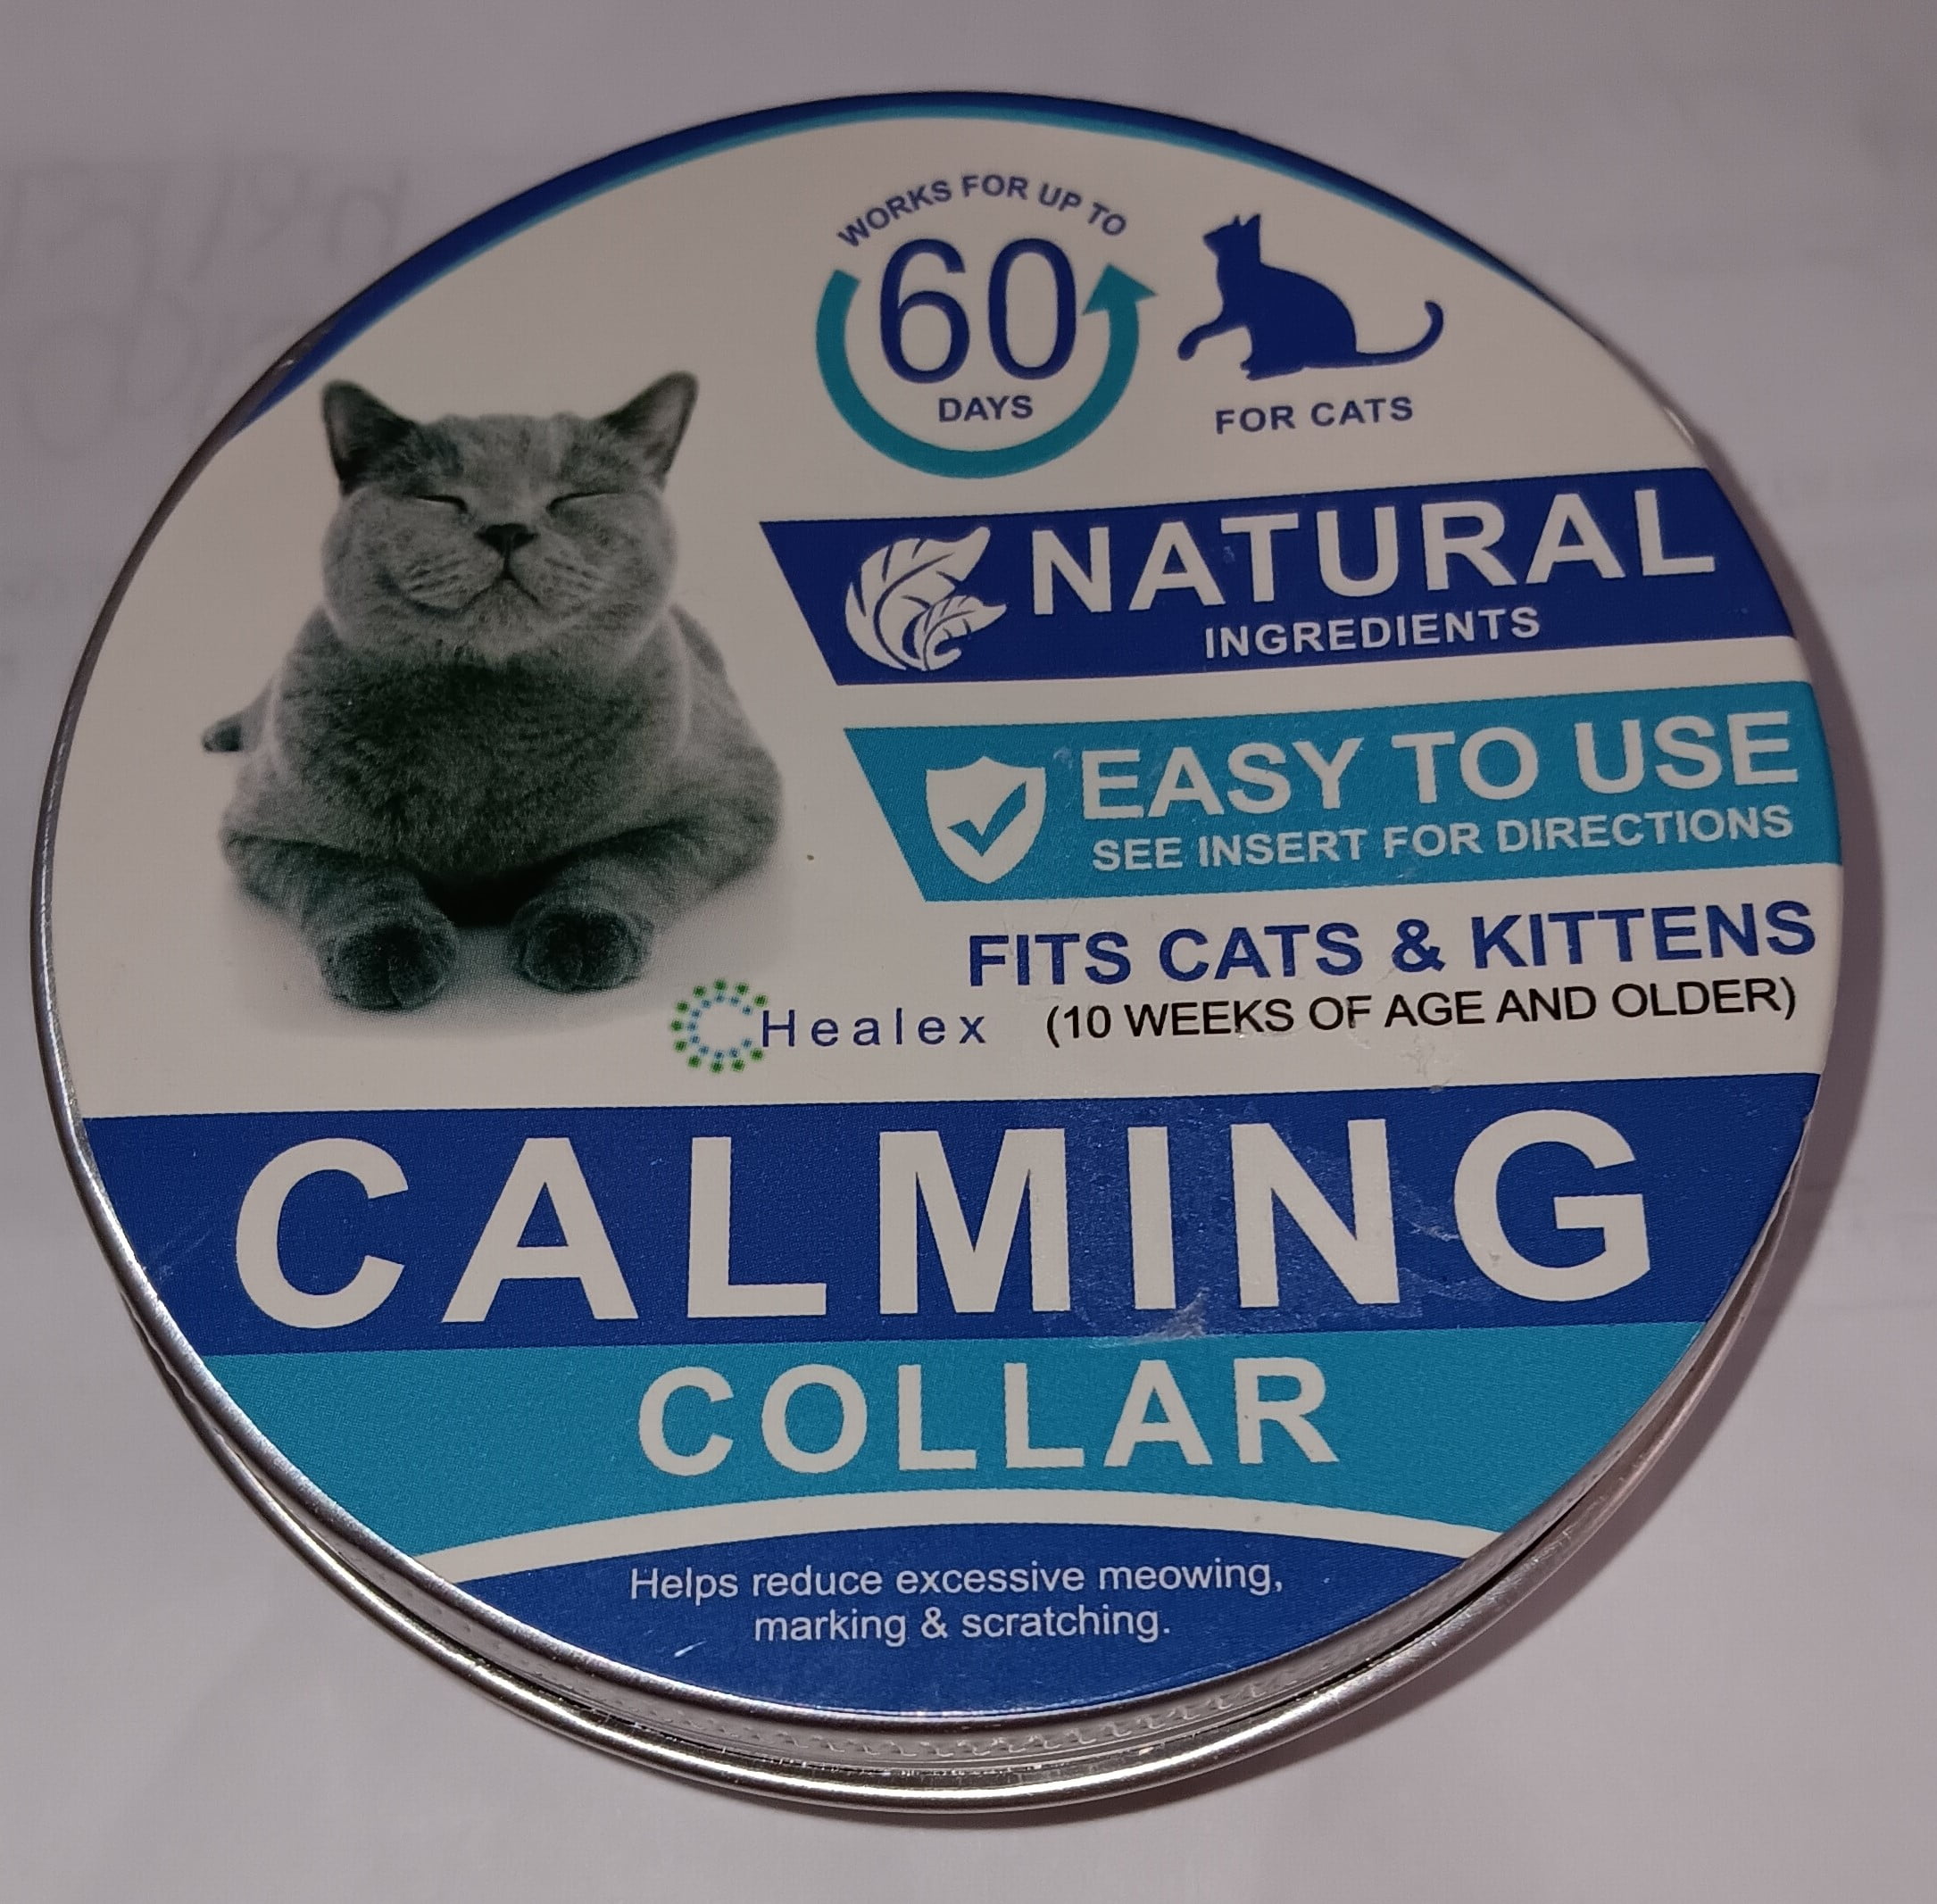 WORKS FOR UP TO
60
DAYS
FOR CATS
NATURAL
INGREDIENTS
EASY TO USE
SEE INSERT FOR DIRECTIONS
FITS CATS & KITTENS
(10 WEEKS OF AGE AND OLDER)
Healex
CALMING
COLLAR
Helps reduce excessive meowing,
marking & scratching.